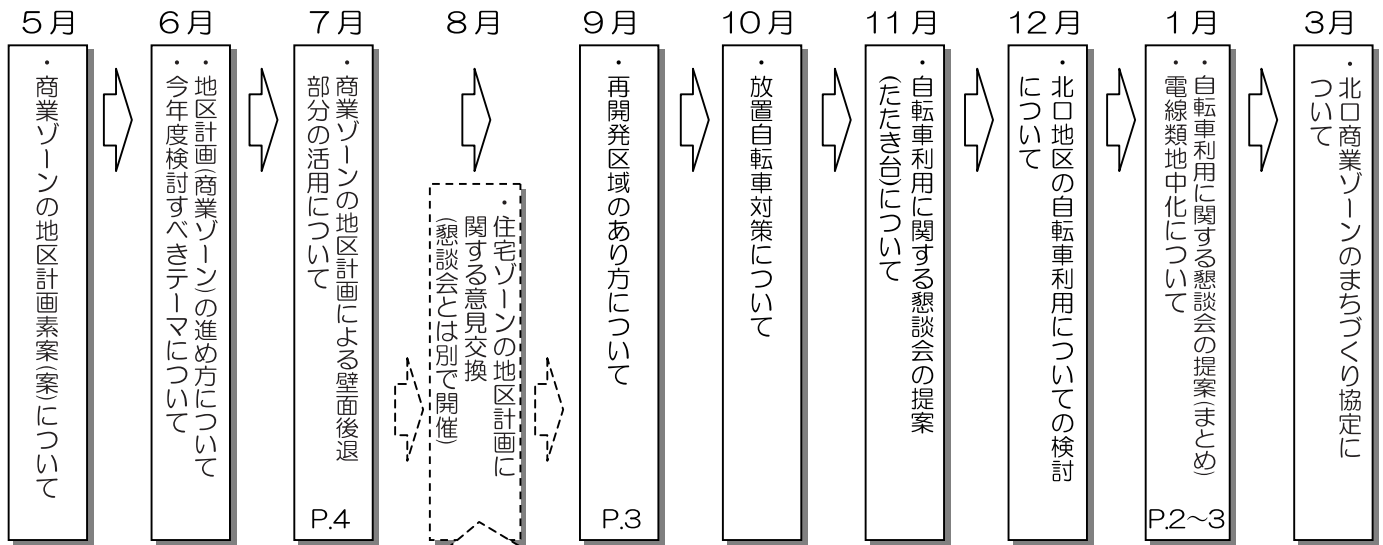 5月
・商業ゾーンの地区計画素案(案)について
6月
・地区計画(商業ゾーン)の進め方について
・今年度検討すべきテーマについて
7月
・商業ゾーンの地区計画による壁面後退
部分の活用について
P.4
8月
・住宅ゾーンの地区計画に
関する意見交換
(懇談会とは別で開催)
9月
・再開発区域のあり方について
P.3
10月
・放置自転車対策について
11月
・自転車利用に関する懇談会の提案
(たたき台)について
12月
・北口地区の自転車利用についての検討
について
1月
・自転車利用に関する懇談会の提案(まとめ)
・電線類地中化について
P.2～3
3月
・北口商業ゾーンのまちづくり協定に
ついて